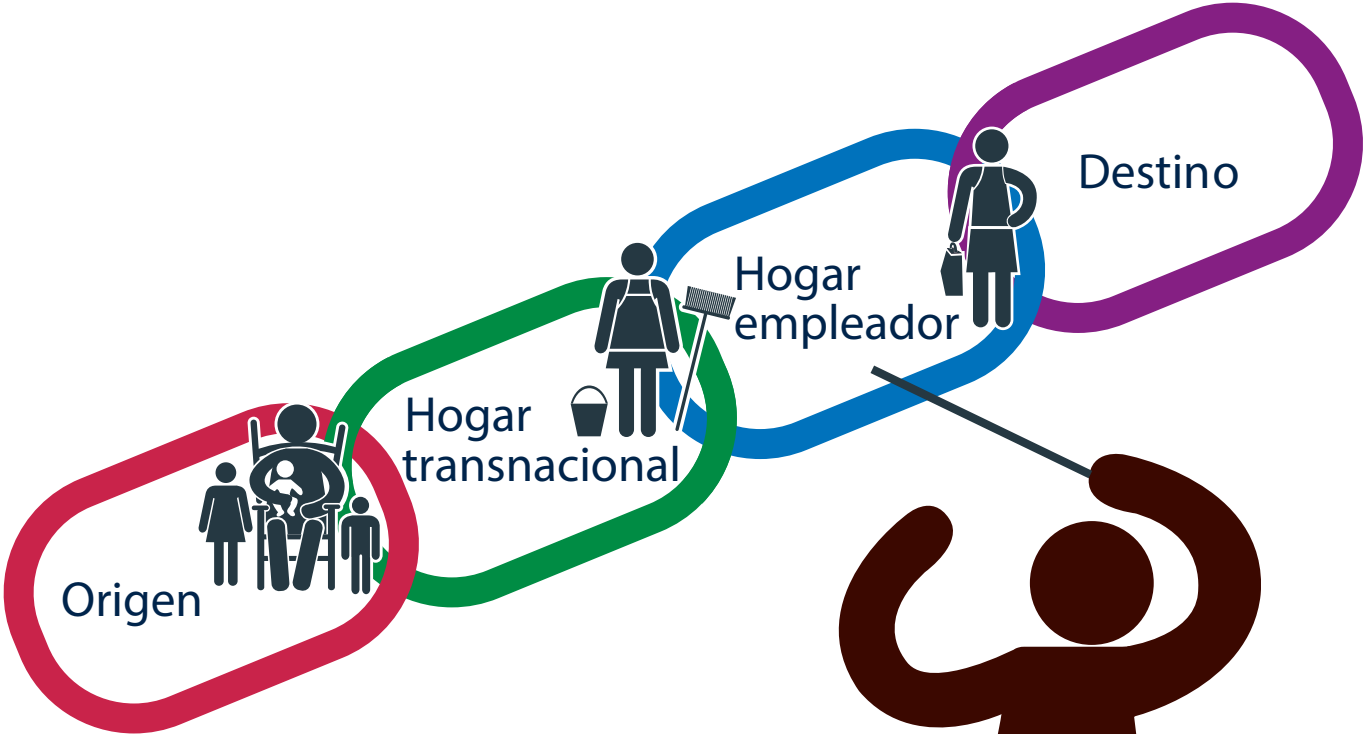 Origen
Hogar
transnacional
Hogar
empleador
Destino